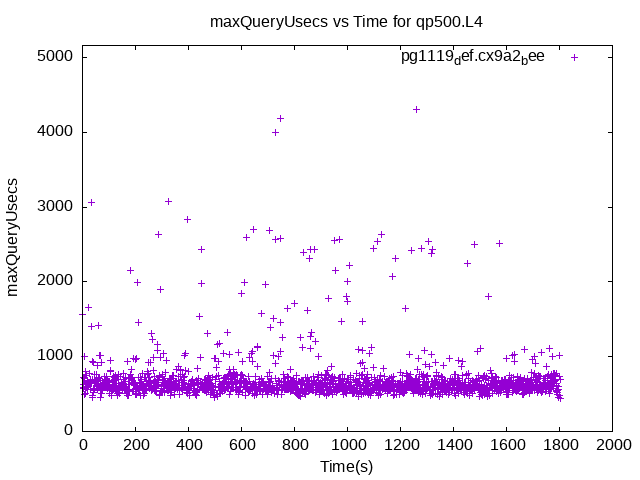 maxQueryUsecs vs Time for qp500.L4
pg1119def.cx9a2bee
5000
4000
3000
2000
1000
0
maxQueryUsecs
0 200 400 600 800 1000 1200 1400 1600 1800 2000
Time(s)